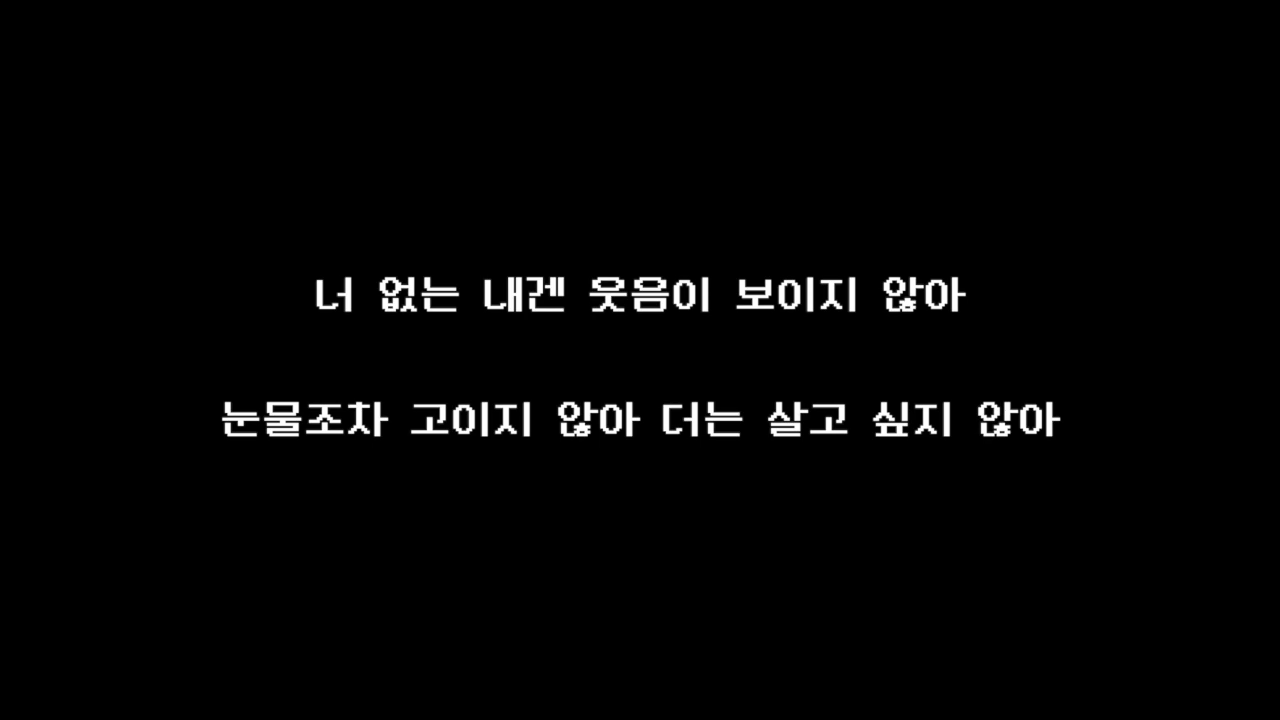 너 없는 내겐 웃음이 보이지 않아
눈물조차 고이지 않아 더는 살고 싶지 않아